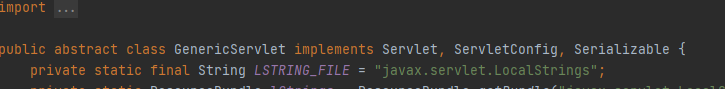 import ...
public abstract class GenericServlet implements Servlet, ServletConfig, Serializable {
private static final String LSTRING_FILE = "javax.servlet.LocalStrings";